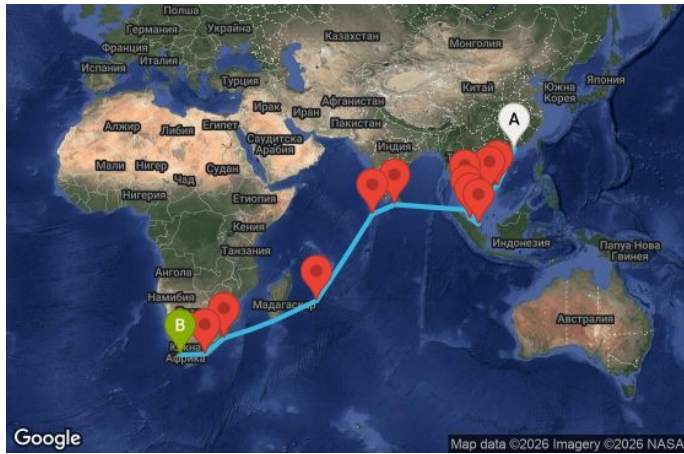 Полша
Германия
Украйна
Франция
Казахстан
Монголия
Италия
Испания
Турция
Китай
Южна
Корея
Япония
Ирак
Иран
Афганистан
Пакистан
Алжир
Либия
Египет
Саудитска
Арабия
Индия
Мали
Нигер
Чад
Судан
Нигерия
Етиопия
Кения
Индонезия
Папуа Нова
Гвинея
Танзания
Ангола
Намибия
Мадагаскар
Австралия
Южна
Африка
A
B
Google
Map data ©2026 Imagery ©2026 NASA